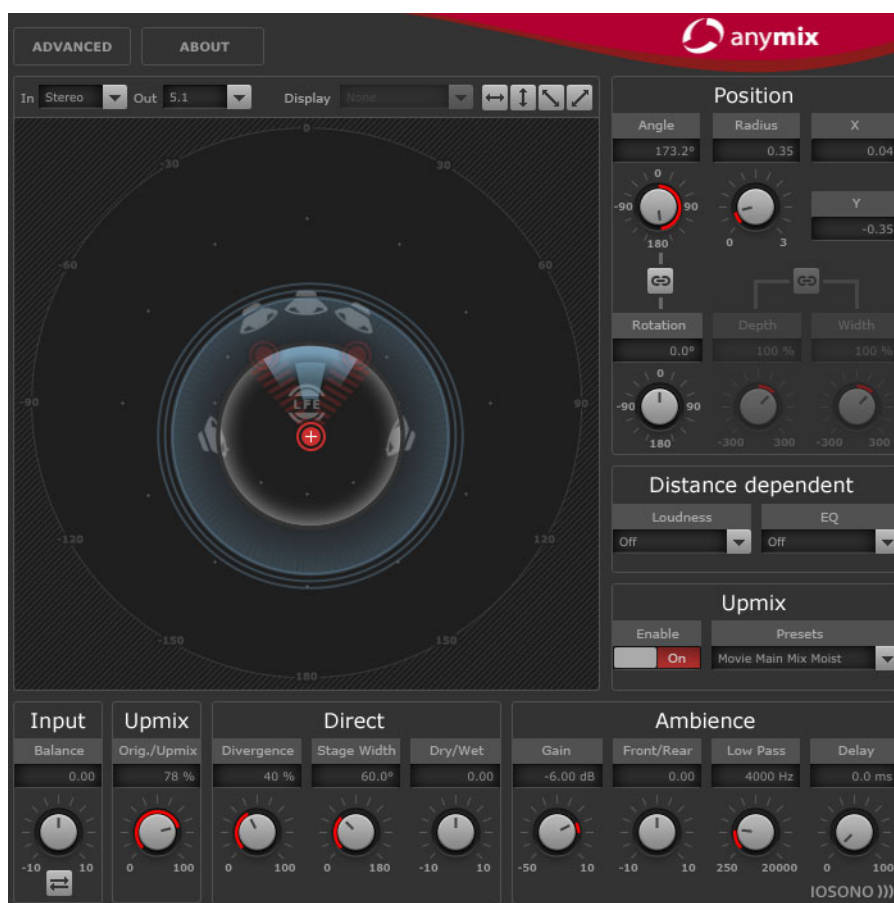 ADVANCED ABOUT anymix
In Stereo Out 5.1 Display None
Position
Angle Radius X
173.2° 0.35 0.04
0
-90 90
180
0 3
Y
-0.35
Rotation Depth Width
0.0° 100 % 100 %
0
-90 90
180
-300 300
-300 300
0
-30 30
-60 60
-90 90
-120 120
-150 150
-180
LFE
Distance dependent
Loudness EQ
Off Off
Upmix
Enable Presets
On Movie Main Mix Moist
Input
Balance
0.00
-10 10
Upmix
Orig./Upmix
78 %
0 100
Direct
Divergence Stage Width Dry/Wet
40 % 60.0° 0.00
0 100 0 180 -10 10
Ambience
Gain Front/Rear Low Pass Delay
-6.00 dB 0.00 4000 Hz 0.0 ms
-50 10 -10 10 250 20000 0 100
IOSONO